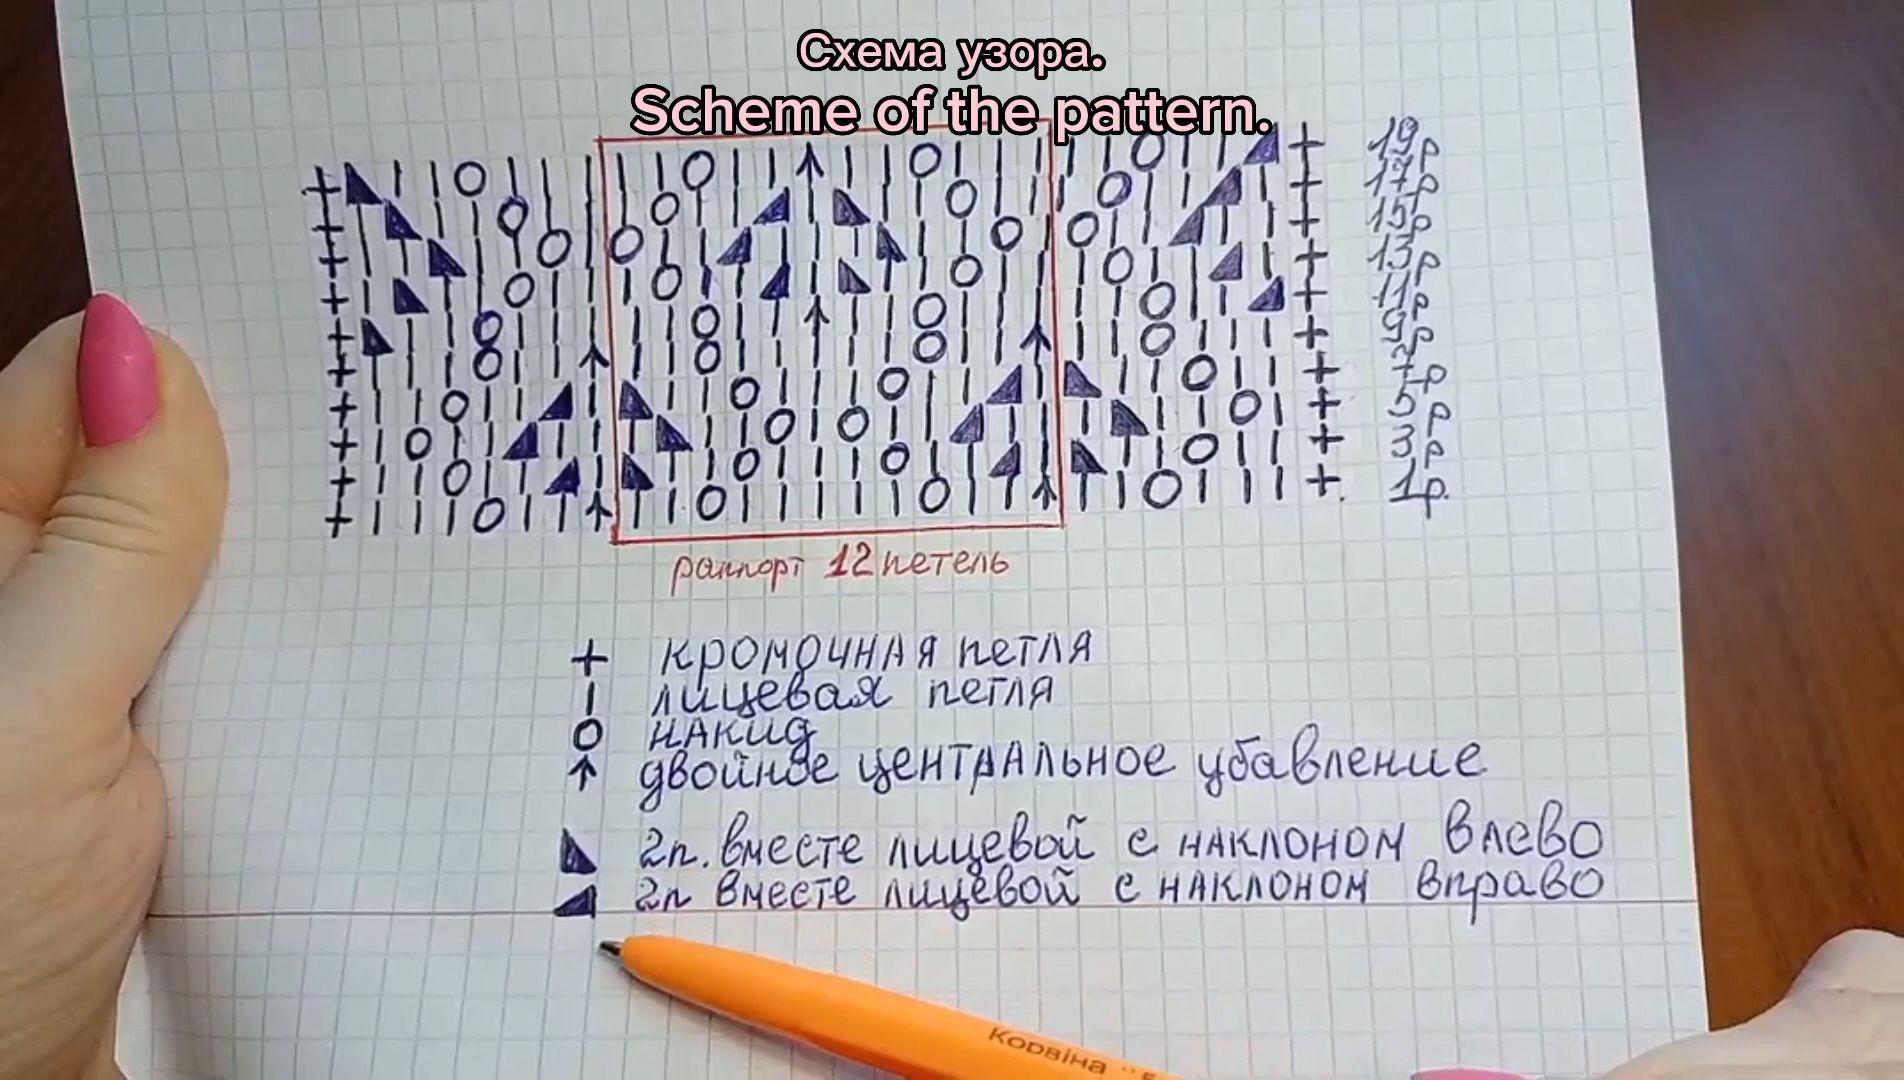 Схема узора.
Scheme of the pattern.
19р
17р
15р
13р
11р
9р
7р
5р
3р
1р.
раппорт 12 петель
+ кромочная петля
| лицевая петля
О накид
↑ двойное центральное убавление
◣ 2п. вместе лицевой с наклоном влево
◢ 2п вместе лицевой с наклоном вправо
Корвiна